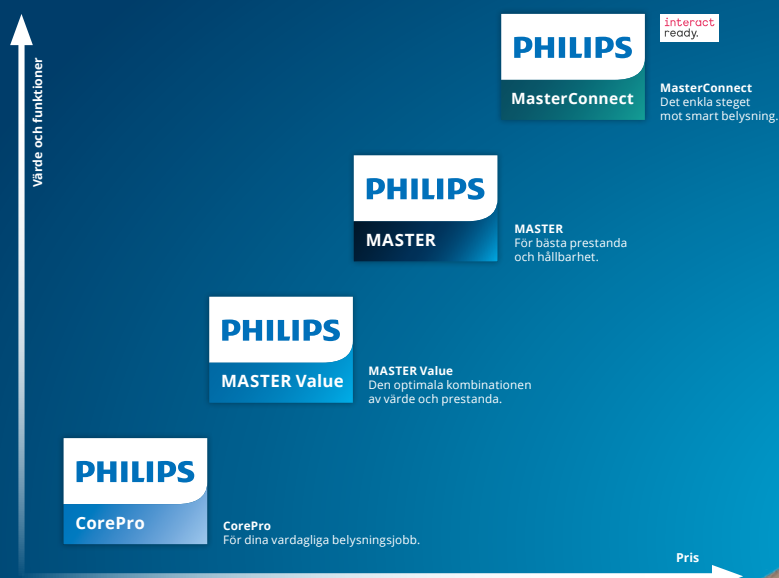 Värde och funktioner
PHILIPS
MasterConnect
interact
ready.
MasterConnect
Det enkla steget
mot smart belysning.
PHILIPS
MASTER
MASTER
För bästa prestanda
och hållbarhet.
PHILIPS
MASTER Value
MASTER Value
Den optimala kombinationen
av värde och prestanda.
PHILIPS
CorePro
CorePro
För dina vardagliga belysningsjobb.
Pris